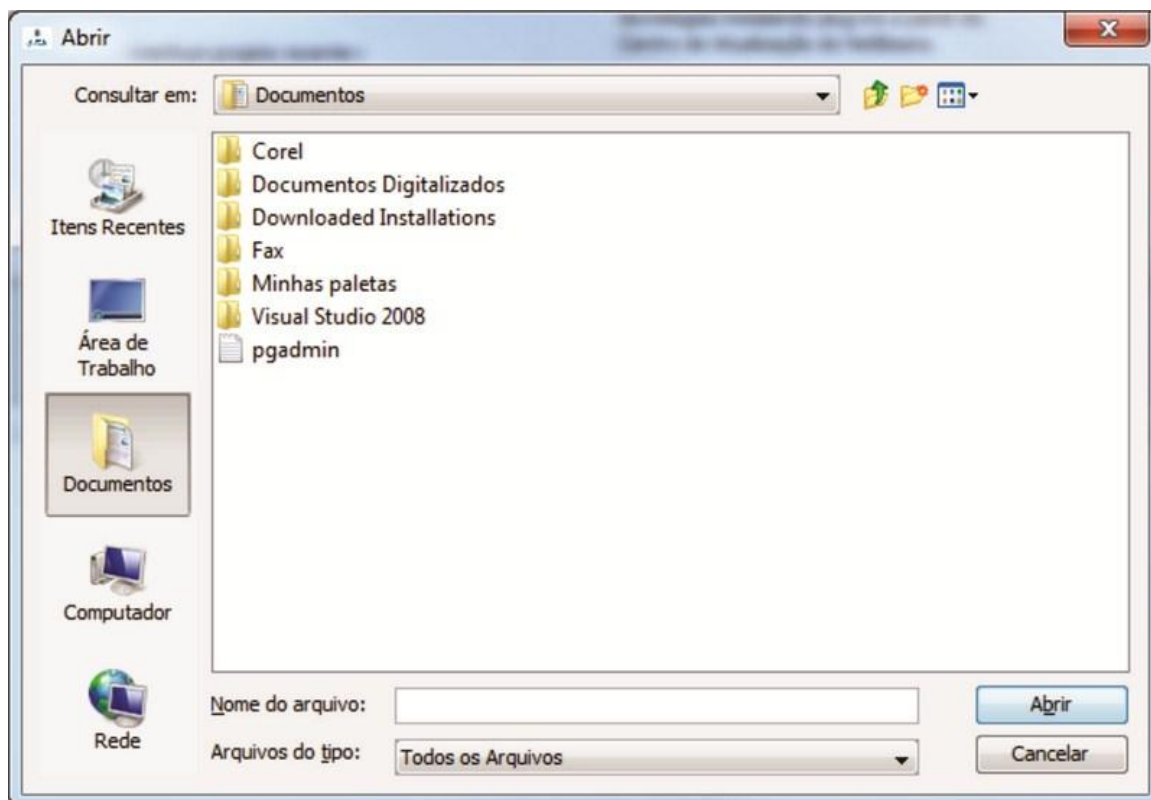 Abrir
Consultar em:
Documentos
Itens Recentes
Área de
Trabalho
Documentos
Computador
Rede
Corel
Documentos Digitalizados
Downloaded Installations
Fax
Minhas paletas
Visual Studio 2008
pgadmin
Nome do arquivo:
Abrir
Arquivos do tipo:
Todos os Arquivos
Cancelar